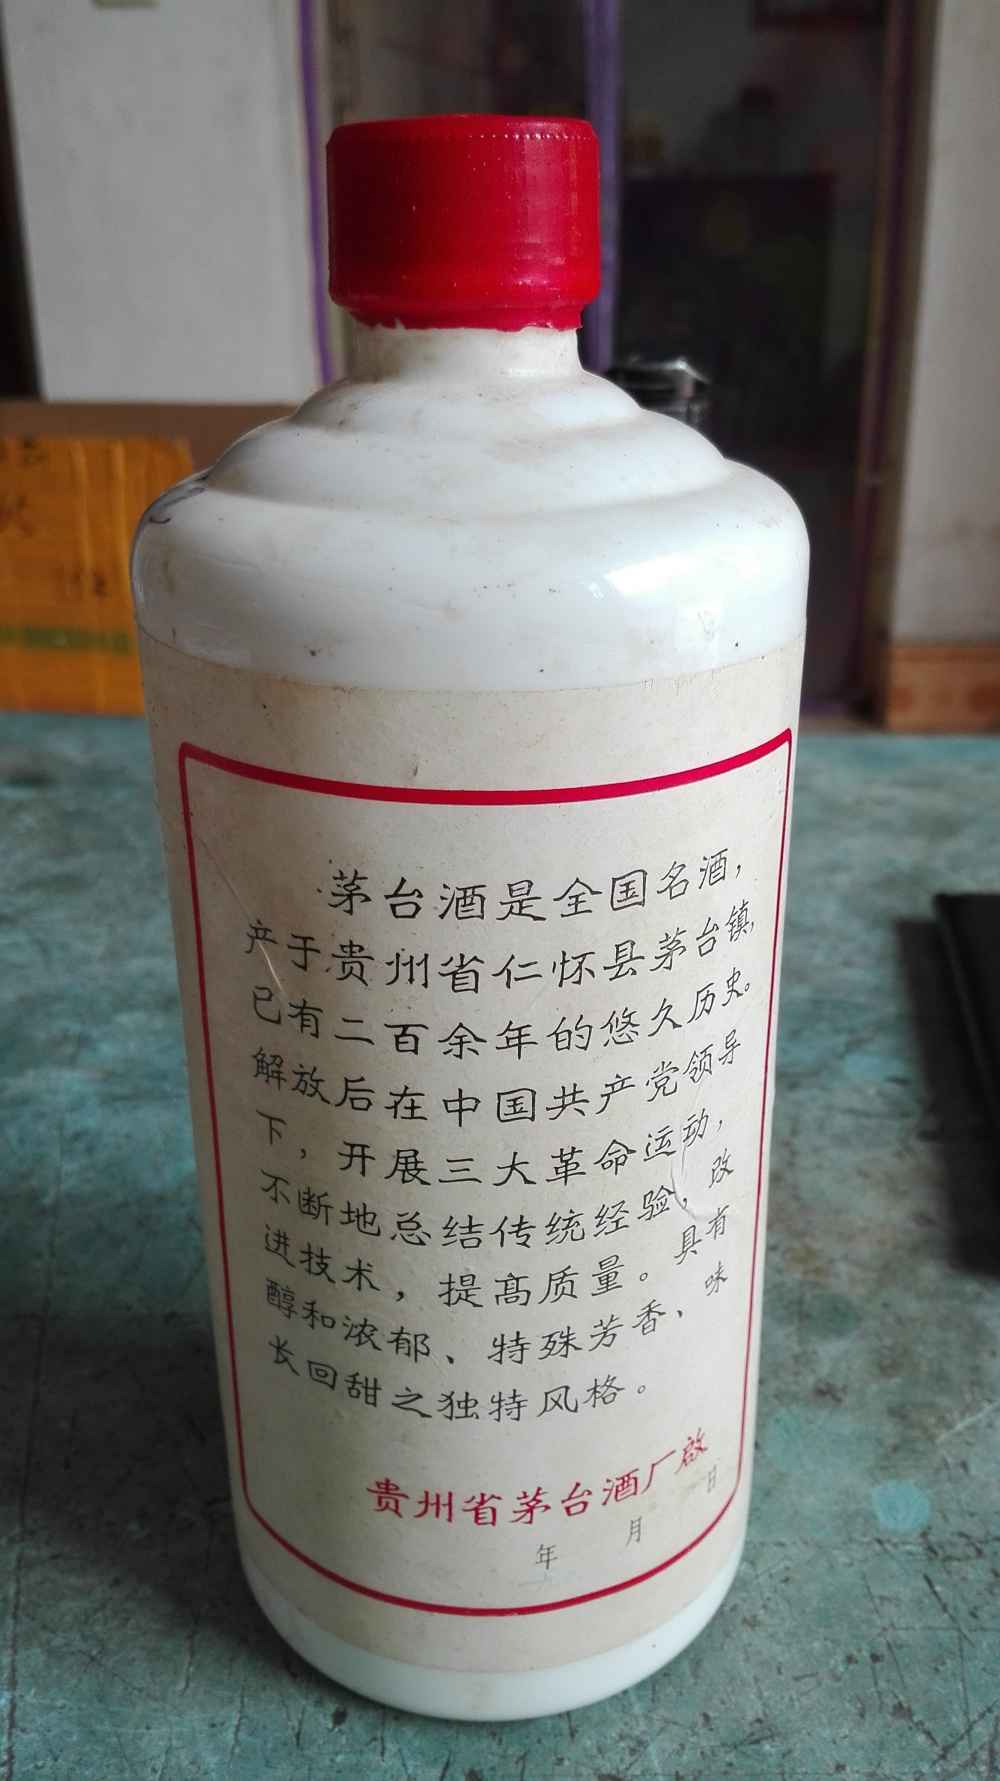 茅台酒是全国名酒，
产于贵州省仁怀县茅台镇，
已有二百余年的悠久历史。
解放后在中国共产党领导
下，开展三大革命运动，
不断地总结传统经验，改
进技术，提高质量。具有
醇和浓郁、特殊芳香、味
长回甜之独特风格。
贵州省茅台酒厂啟
年 月 日